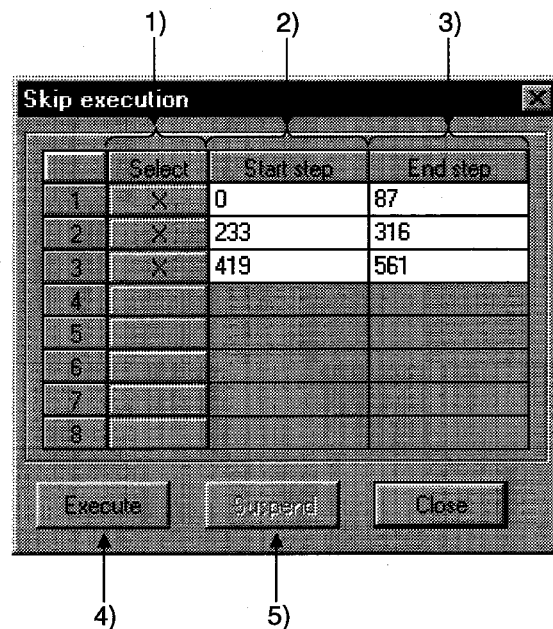 1) 2) 3)
Skip execution
Select Start step End step
1 X 0 87
2 X 233 316
3 X 419 561
4
5
6
7
8
Execute Suspend Close
4) 5)